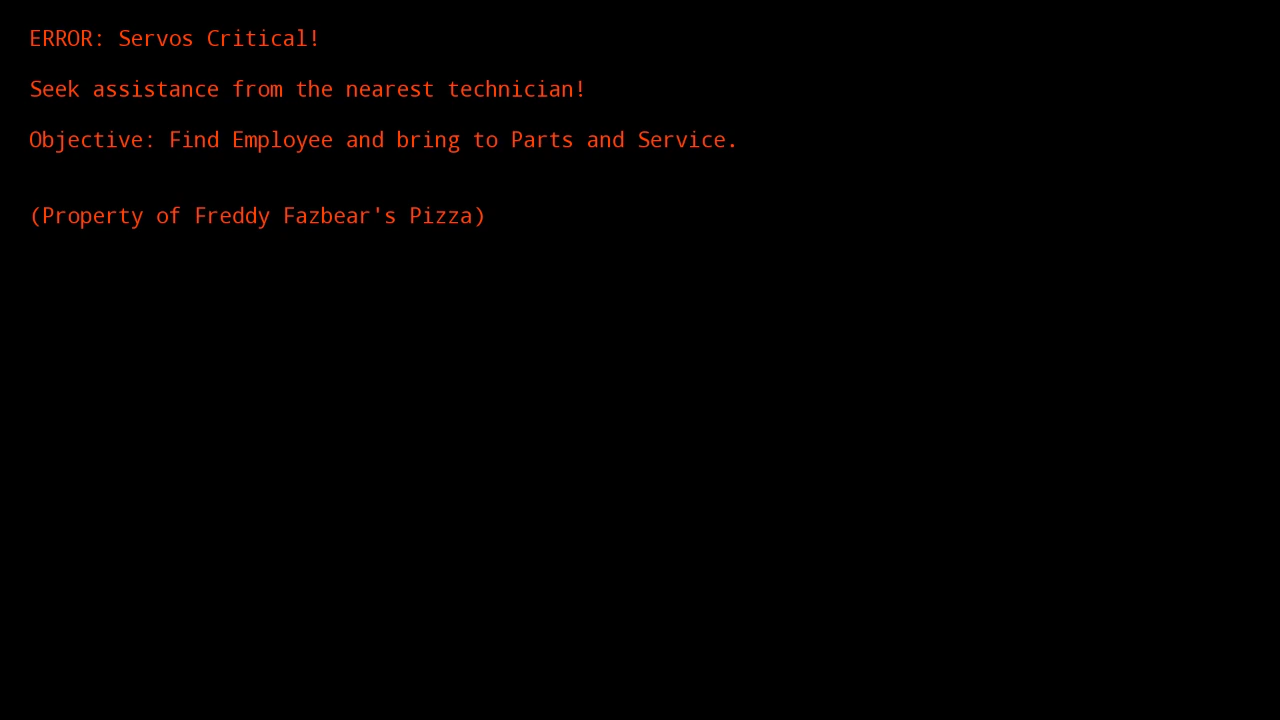 ERROR: Servos Critical!
Seek assistance from the nearest technician!
Objective: Find Employee and bring to Parts and Service.
(Property of Freddy Fazbear's Pizza)